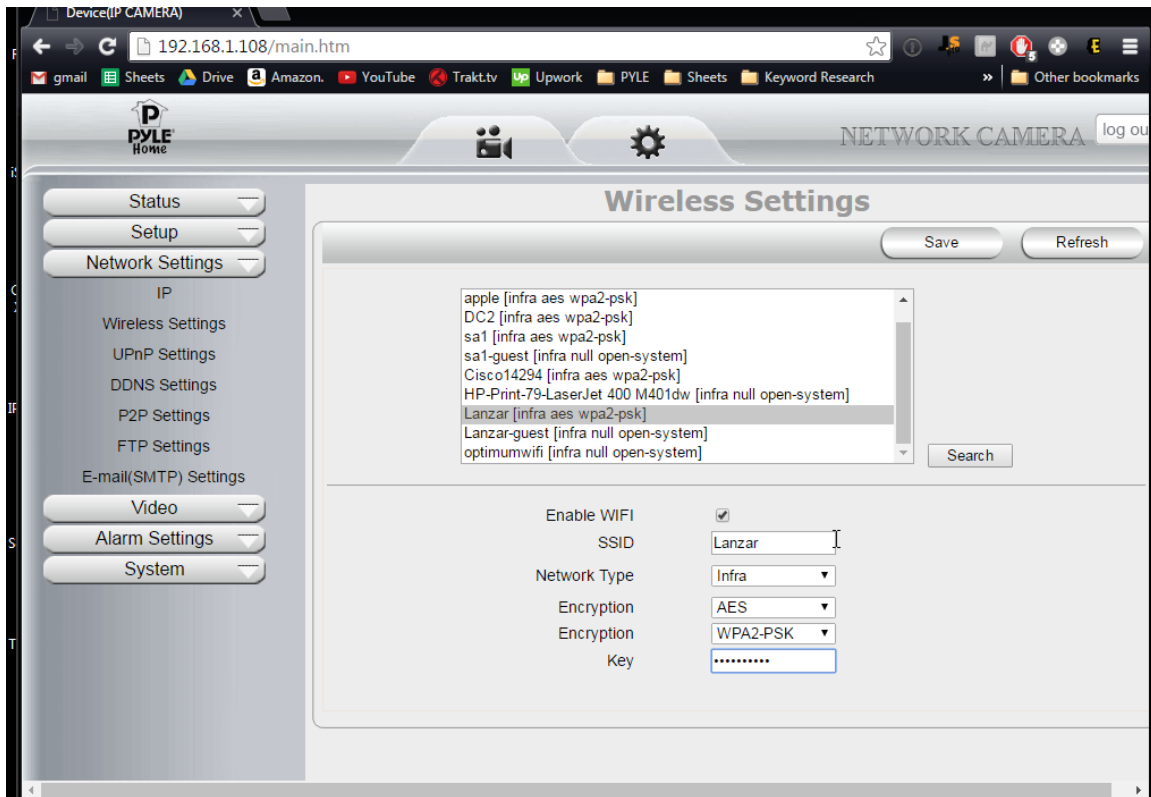 Device(IP CAMERA)
192.168.1.108/main.htm
gmail Sheets Drive Amazon. YouTube Trakt.tv Upwork PYLE Sheets Keyword Research » Other bookmarks
P
PYLE
Home
NETWORK CAMERA
log ou
Status
Setup
Network Settings
IP
Wireless Settings
UPnP Settings
DDNS Settings
P2P Settings
FTP Settings
E-mail(SMTP) Settings
Video
Alarm Settings
System
Wireless Settings
Save Refresh
apple [infra aes wpa2-psk]
DC2 [infra aes wpa2-psk]
sa1 [infra aes wpa2-psk]
sa1-guest [infra null open-system]
Cisco14294 [infra aes wpa2-psk]
HP-Print-79-LaserJet 400 M401dw [infra null open-system]
Lanzar [infra aes wpa2-psk]
Lanzar-guest [infra null open-system]
optimumwifi [infra null open-system]
Search
Enable WIFI
SSID Lanzar
Network Type Infra
Encryption AES
Encryption WPA2-PSK
Key ••••••••••